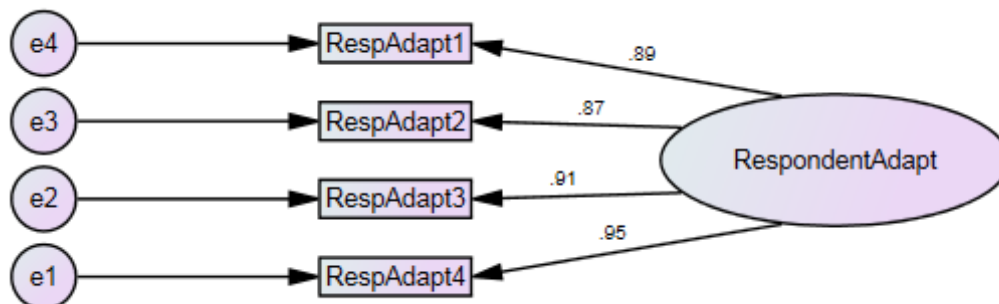 e4
RespAdapt1
.89
e3
RespAdapt2
.87
RespondentAdapt
e2
RespAdapt3
.91
e1
RespAdapt4
.95